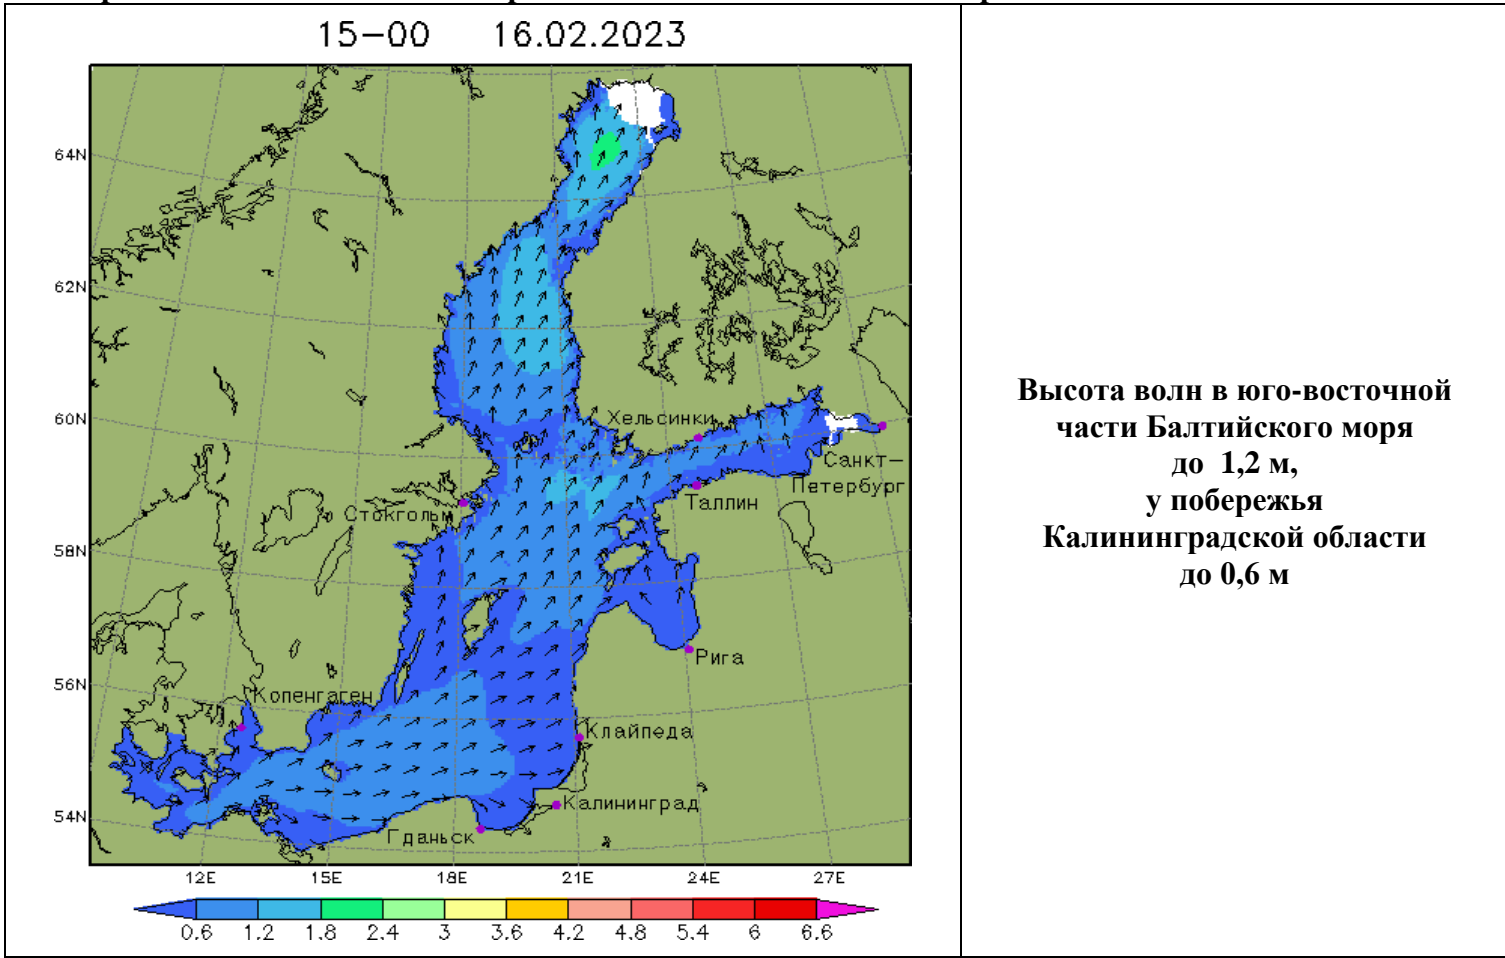 15-00 16.02.2023
64N
62N
60N
58N
56N
54N
Хельсинки
Санкт-
Петербург
Таллин
Стокгольм
Рига
Копенгаген
Клайпеда
Калининград
Гданьск
12E 15E 18E 21E 24E 27E
0.6 1.2 1.8 2.4 3 3.6 4.2 4.8 5.4 6 6.6
Высота волн в юго-восточной
части Балтийского моря
до 1,2 м,
у побережья
Калининградской области
до 0,6 м